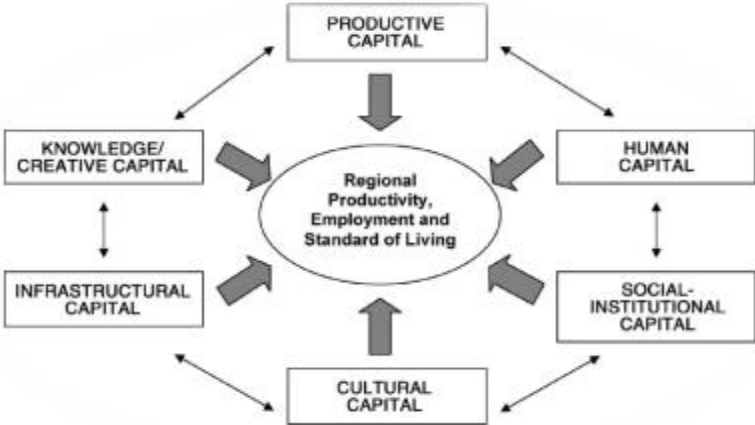 PRODUCTIVE
CAPITAL
KNOWLEDGE/
CREATIVE CAPITAL
HUMAN
CAPITAL
Regional
Productivity,
Employment and
Standard of Living
INFRASTRUCTURAL
CAPITAL
SOCIAL-
INSTITUTIONAL
CAPITAL
CULTURAL
CAPITAL